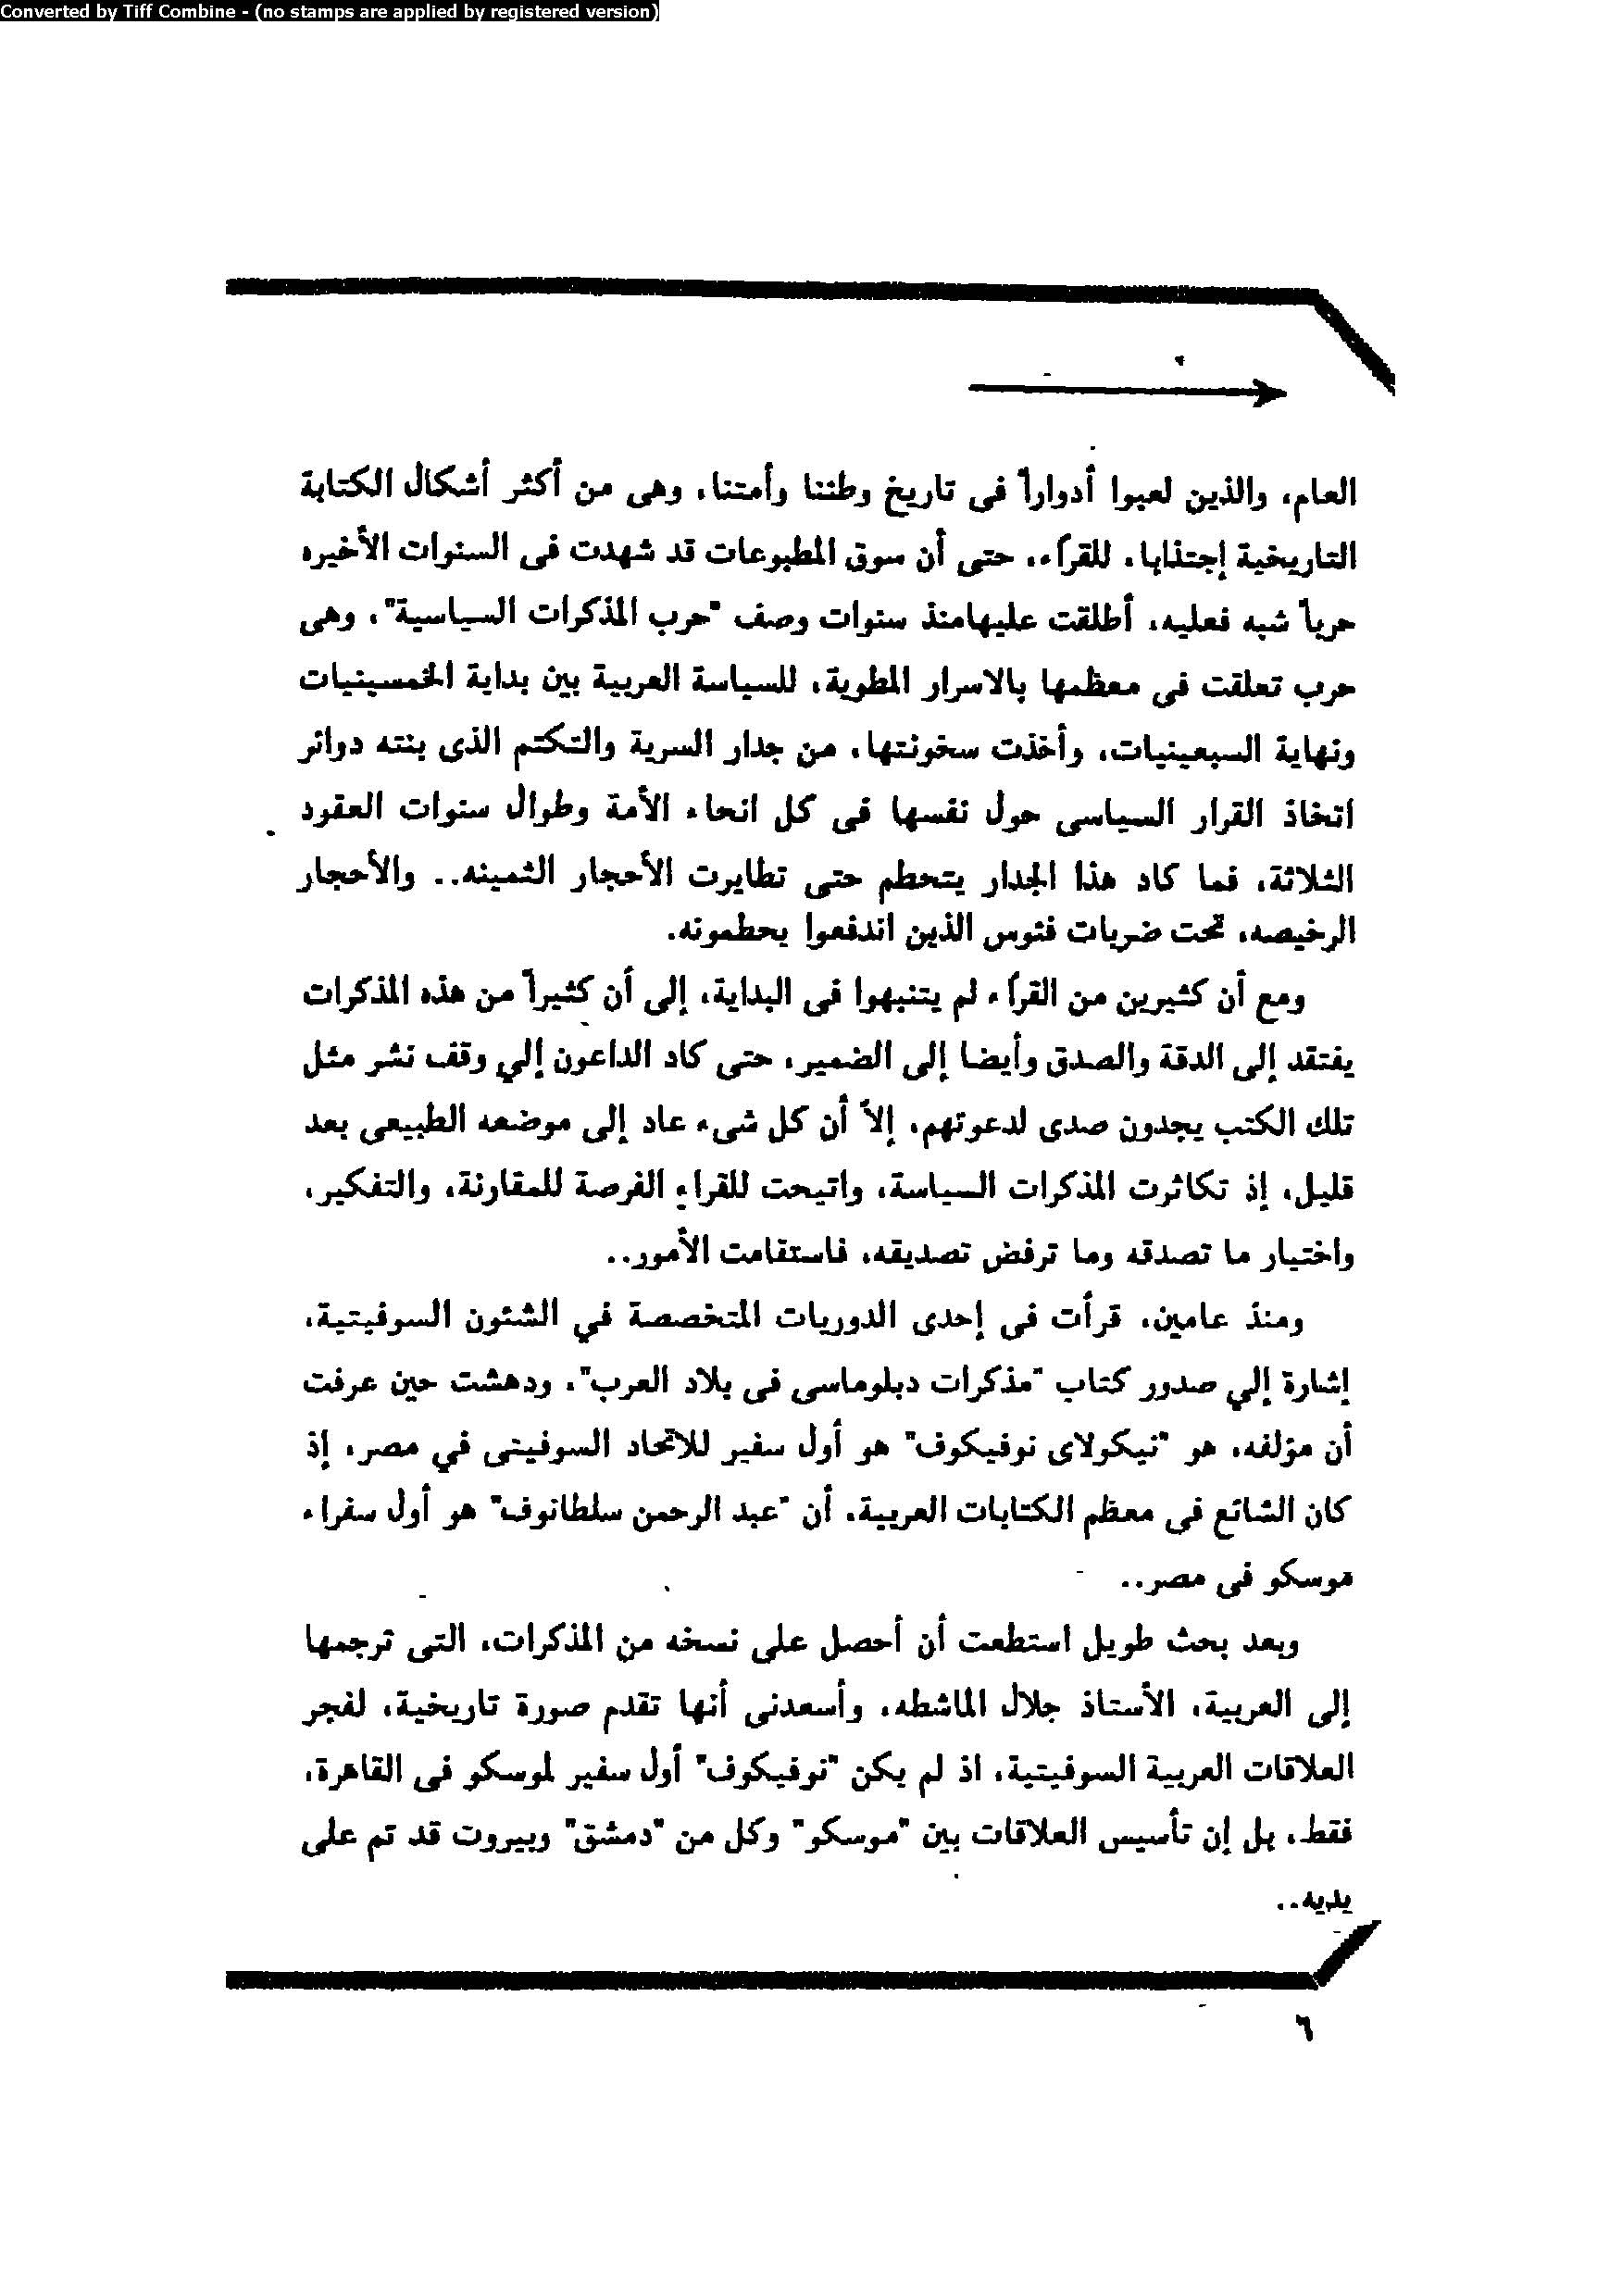 Converted by Tiff Combine - (no stamps are applied by registered version)
العام، والذين لعبوا أدواراً فى تاريخ وطننا وأمتنا، وهى من أكثر أشكال الكتابة
التاريخية إجتذابا، للقرآء، حتى أن سوق المطبوعات قد شهدت فى السنوات الأخيره
حرباً شبه فعليه، أطلقت عليهامنذ سنوات وصف "حرب المذكرات السياسية"، وهى
حرب تعلقت فى معظمها بالاسرار المطوية، للسياسة العربية بين بداية الخمسينيات
ونهاية السبعينيات، وأخذت سخونتها، من جدار السرية والتكتم الذى بنته دوائر
اتخاذ القرار السياسى حول نفسها فى كل انحاء الأمة وطوال سنوات العقود
الثلاثة، فما كاد هذا الجدار يتحطم حتى تطايرت الأحجار الثمينه.. والأحجار
الرخيصه، تحت ضربات فئوس الذين اندفعوا يحطمونه.
ومع أن كثيرين من القرآء لم يتنبهوا فى البداية، إلى أن كثيراً من هذه المذكرات
يفتقد إلى الدقة والصدق وأيضا إلى الضمير، حتى كاد الداعون إلي وقف نشر مثل
تلك الكتب يجدون صدى لدعوتهم، إلاّ أن كل شىء عاد إلى موضعه الطبيعى بعد
قليل، إذ تكاثرت المذكرات السياسة، واتيحت للقراء الفرصة للمقارنة، والتفكير،
واختيار ما تصدقه وما ترفض تصديقه، فاستقامت الأمور..
ومنذ عامين، قرأت فى إحدى الدوريات المتخصصة في الشئون السوفيتية،
إشارة إلي صدور كتاب "مذكرات دبلوماسى فى بلاد العرب"، ودهشت حين عرفت
أن مؤلفه، هو "نيكولاى نوفيكوف" هو أول سفير للاتحاد السوفيتى في مصر، إذ
كان الشائع فى معظم الكتابات العربية، أن "عبد الرحمن سلطانوف" هو أول سفراء
موسكو فى مصر..
وبعد بحث طويل استطعت أن أحصل على نسخه من المذكرات، التى ترجمها
إلى العربية، الأستاذ جلال الماشطه، وأسعدنى أنها تقدم صورة تاريخية، لفجر
العلاقات العربية السوفيتية، اذ لم يكن "نوفيكوف" أول سفير لموسكو فى القاهرة،
فقط، بل إن تأسيس العلاقات بين "موسكو" وكل من "دمشق" وبيروت قد تم على
يديه..
٦